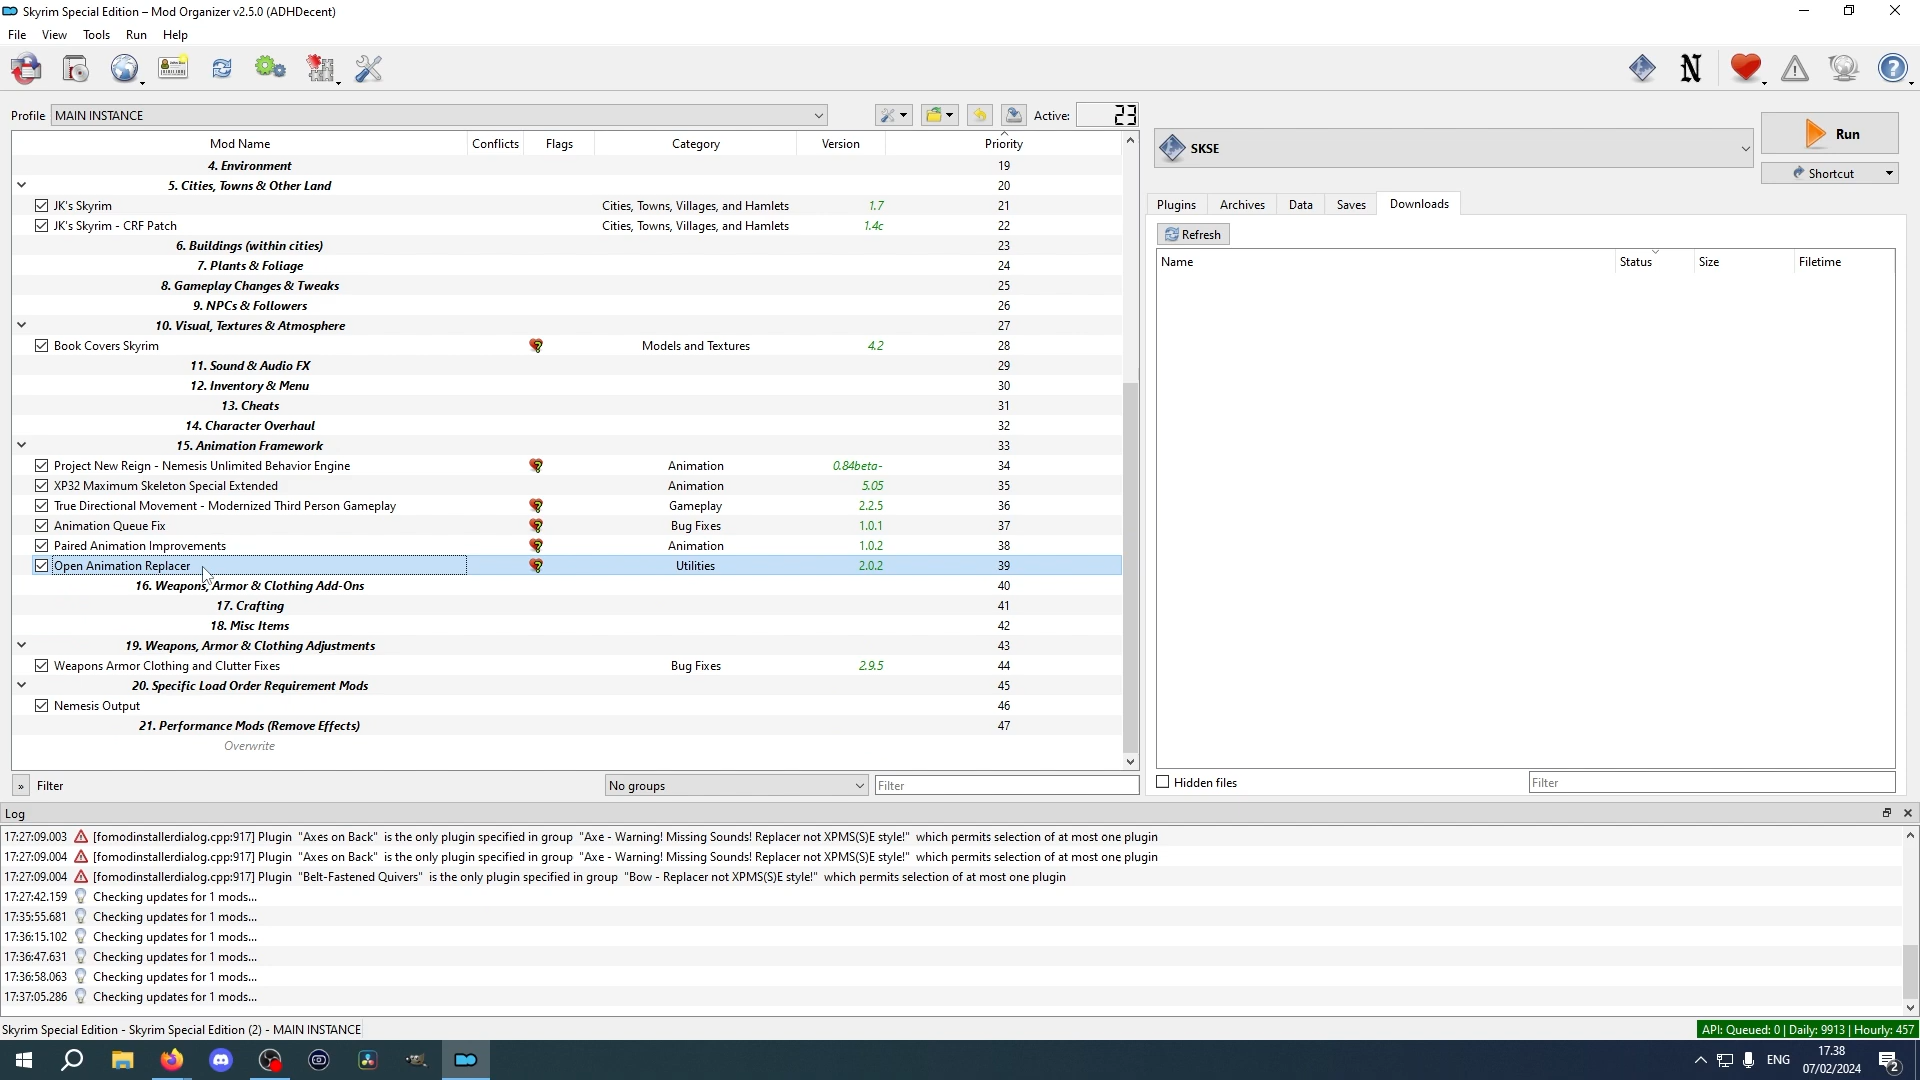 Skyrim Special Edition – Mod Organizer v2.5.0 (ADHDecent)
File View Tools Run Help
Profile MAIN INSTANCE Active: 23
Mod Name Conflicts Flags Category Version Priority
4. Environment 19
5. Cities, Towns & Other Land 20
JK's Skyrim Cities, Towns, Villages, and Hamlets 1.7 21
JK's Skyrim - CRF Patch Cities, Towns, Villages, and Hamlets 1.4c 22
6. Buildings (within cities) 23
7. Plants & Foliage 24
8. Gameplay Changes & Tweaks 25
9. NPCs & Followers 26
10. Visual, Textures & Atmosphere 27
Book Covers Skyrim Models and Textures 4.2 28
11. Sound & Audio FX 29
12. Inventory & Menu 30
13. Cheats 31
14. Character Overhaul 32
15. Animation Framework 33
Project New Reign - Nemesis Unlimited Behavior Engine Animation 0.84beta- 34
XP32 Maximum Skeleton Special Extended Animation 5.05 35
True Directional Movement - Modernized Third Person Gameplay Gameplay 2.2.5 36
Animation Queue Fix Bug Fixes 1.0.1 37
Paired Animation Improvements Animation 1.0.2 38
Open Animation Replacer Utilities 2.0.2 39
16. Weapons, Armor & Clothing Add-Ons 40
17. Crafting 41
18. Misc Items 42
19. Weapons, Armor & Clothing Adjustments 43
Weapons Armor Clothing and Clutter Fixes Bug Fixes 2.9.5 44
20. Specific Load Order Requirement Mods 45
Nemesis Output 46
21. Performance Mods (Remove Effects) 47
Overwrite
» Filter No groups Filter
SKSE
Run
Shortcut
Plugins Archives Data Saves Downloads
Refresh
Name Status Size Filetime
Hidden files Filter
Log
17:27:09.003 [fomodinstallerdialog.cpp:917] Plugin "Axes on Back" is the only plugin specified in group "Axe - Warning! Missing Sounds! Replacer not XPMS(S)E style!" which permits selection of at most one plugin
17:27:09.004 [fomodinstallerdialog.cpp:917] Plugin "Axes on Back" is the only plugin specified in group "Axe - Warning! Missing Sounds! Replacer not XPMS(S)E style!" which permits selection of at most one plugin
17:27:09.004 [fomodinstallerdialog.cpp:917] Plugin "Belt-Fastened Quivers" is the only plugin specified in group "Bow - Replacer not XPMS(S)E style!" which permits selection of at most one plugin
17:27:42.159 Checking updates for 1 mods...
17:35:55.681 Checking updates for 1 mods...
17:36:15.102 Checking updates for 1 mods...
17:36:47.631 Checking updates for 1 mods...
17:36:58.063 Checking updates for 1 mods...
17:37:05.286 Checking updates for 1 mods...
Skyrim Special Edition - Skyrim Special Edition (2) - MAIN INSTANCE API: Queued: 0 | Daily: 9913 | Hourly: 457
ENG 17.38
07/02/2024 2